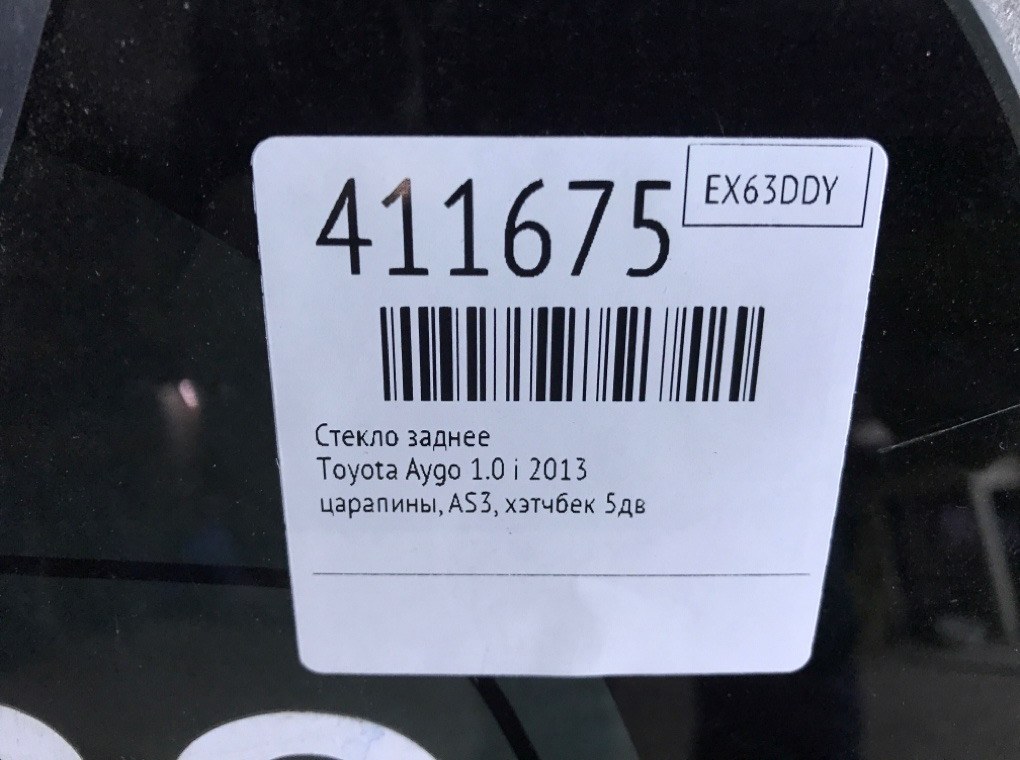 411675
EX63DDY
Стекло заднее
Toyota Aygo 1.0 i 2013
царапины, AS3, хэтчбек 5дв